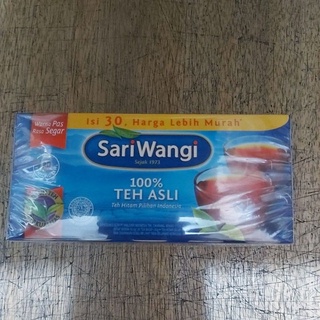 Warna Pas
Rasa Segar
Isi 30, Harga Lebih Murah
SariWangi
Sejak 1973
100%
TEH ASLI
Teh Hitam Pilihan Indonesia